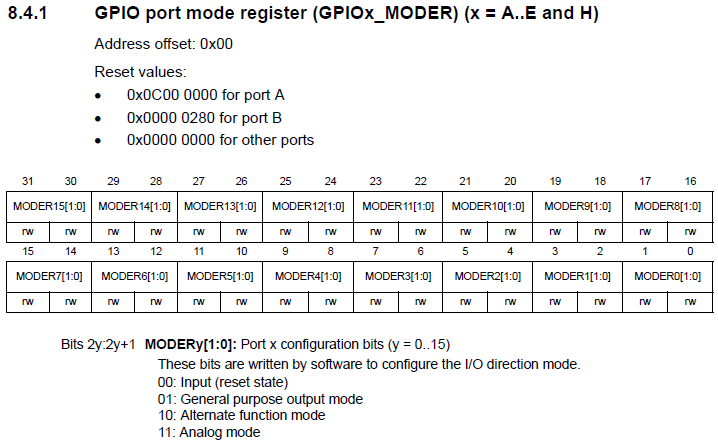 8.4.1 GPIO port mode register (GPIOx_MODER) (x = A..E and H)
Address offset: 0x00
Reset values:
• 0x0C00 0000 for port A
• 0x0000 0280 for port B
• 0x0000 0000 for other ports
31 30 29 28 27 26 25 24 23 22 21 20 19 18 17 16
MODER15[1:0] MODER14[1:0] MODER13[1:0] MODER12[1:0] MODER11[1:0] MODER10[1:0] MODER9[1:0] MODER8[1:0]
rw rw rw rw rw rw rw rw rw rw rw rw rw rw rw rw
15 14 13 12 11 10 9 8 7 6 5 4 3 2 1 0
MODER7[1:0] MODER6[1:0] MODER5[1:0] MODER4[1:0] MODER3[1:0] MODER2[1:0] MODER1[1:0] MODER0[1:0]
rw rw rw rw rw rw rw rw rw rw rw rw rw rw rw rw
Bits 2y:2y+1 MODERy[1:0]: Port x configuration bits (y = 0..15)
These bits are written by software to configure the I/O direction mode.
00: Input (reset state)
01: General purpose output mode
10: Alternate function mode
11: Analog mode